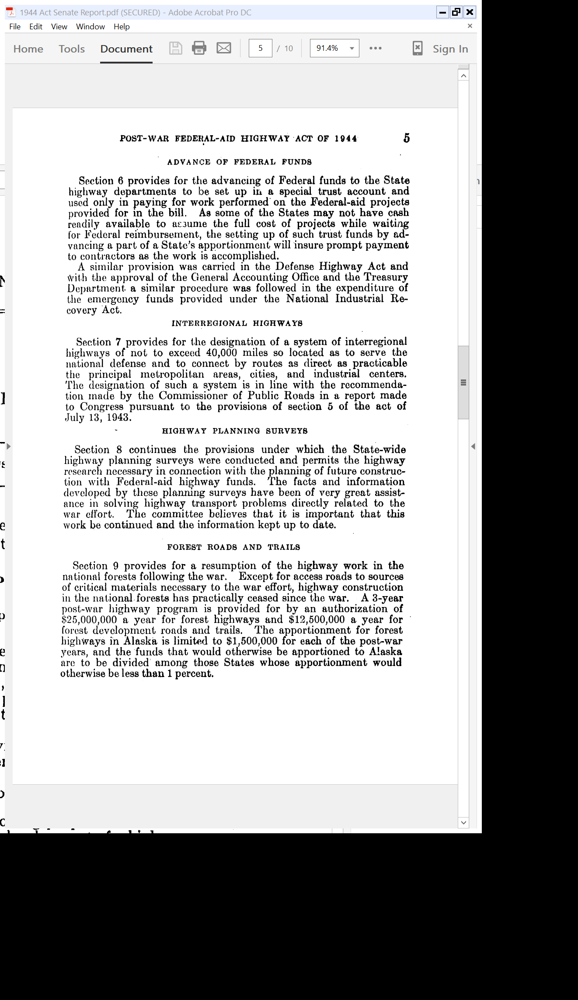 1944 Act Senate Report.pdf (SECURED) - Adobe Acrobat Pro DC
File Edit View Window Help
Home Tools Document 5 / 10 91.4% Sign In
POST-WAR FEDERAL-AID HIGHWAY ACT OF 1944 5
ADVANCE OF FEDERAL FUNDS
Section 6 provides for the advancing of Federal funds to the State
highway departments to be set up in a special trust account and
used only in paying for work performed on the Federal-aid projects
provided for in the bill. As some of the States may not have cash
readily available to assume the full cost of projects while waiting
for Federal reimbursement, the setting up of such trust funds by ad-
vancing a part of a State's apportionment will insure prompt payment
to contractors as the work is accomplished.
A similar provision was carried in the Defense Highway Act and
with the approval of the General Accounting Office and the Treasury
Department a similar procedure was followed in the expenditure of
the emergency funds provided under the National Industrial Re-
covery Act.
INTERREGIONAL HIGHWAYS
Section 7 provides for the designation of a system of interregional
highways of not to exceed 40,000 miles so located as to serve the
national defense and to connect by routes as direct as practicable
the principal metropolitan areas, cities, and industrial centers.
The designation of such a system is in line with the recommenda-
tion made by the Commissioner of Public Roads in a report made
to Congress pursuant to the provisions of section 5 of the act of
July 13, 1943.
HIGHWAY PLANNING SURVEYS
Section 8 continues the provisions under which the State-wide
highway planning surveys were conducted and permits the highway
research necessary in connection with the planning of future construc-
tion with Federal-aid highway funds. The facts and information
developed by these planning surveys have been of very great assist-
ance in solving highway transport problems directly related to the
war effort. The committee believes that it is important that this
work be continued and the information kept up to date.
FOREST ROADS AND TRAILS
Section 9 provides for a resumption of the highway work in the
national forests following the war. Except for access roads to sources
of critical materials necessary to the war effort, highway construction
in the national forests has practically ceased since the war. A 3-year
post-war highway program is provided for by an authorization of
$25,000,000 a year for forest highways and $12,500,000 a year for
forest development roads and trails. The apportionment for forest
highways in Alaska is limited to $1,500,000 for each of the post-war
years, and the funds that would otherwise be apportioned to Alaska
are to be divided among those States whose apportionment would
otherwise be less than 1 percent.